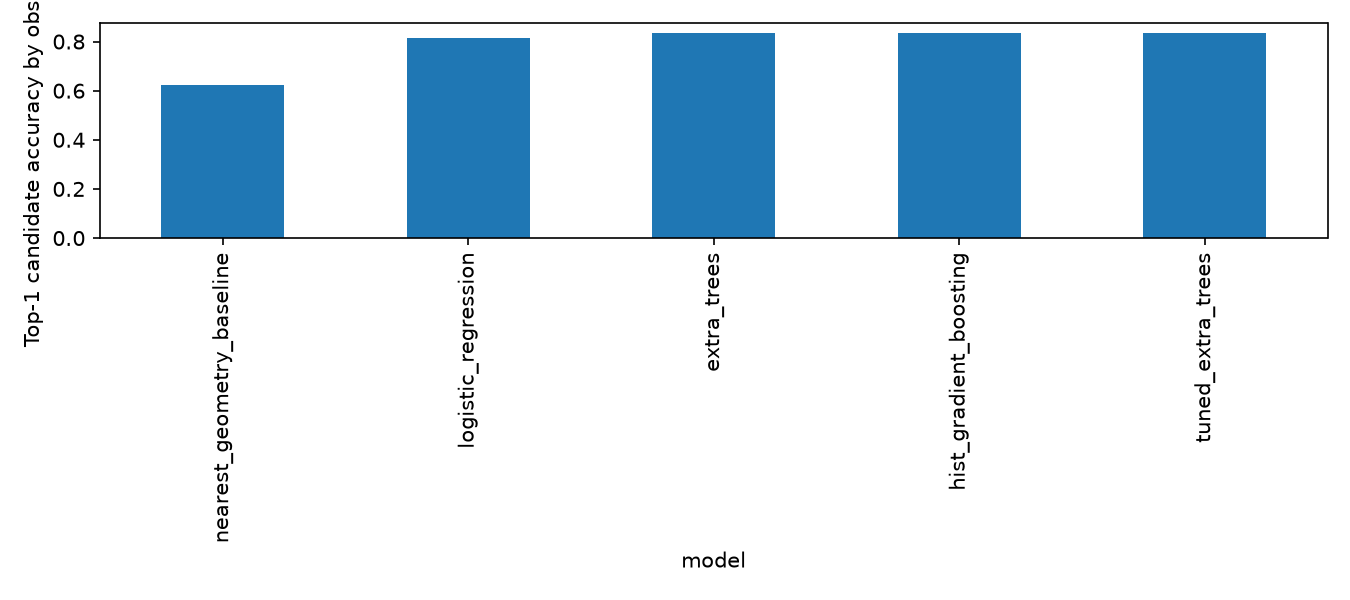 Top-1 candidate accuracy by obs
0.8
0.6
0.4
0.2
0.0
nearest_geometry_baseline
logistic_regression
extra_trees
hist_gradient_boosting
tuned_extra_trees
model